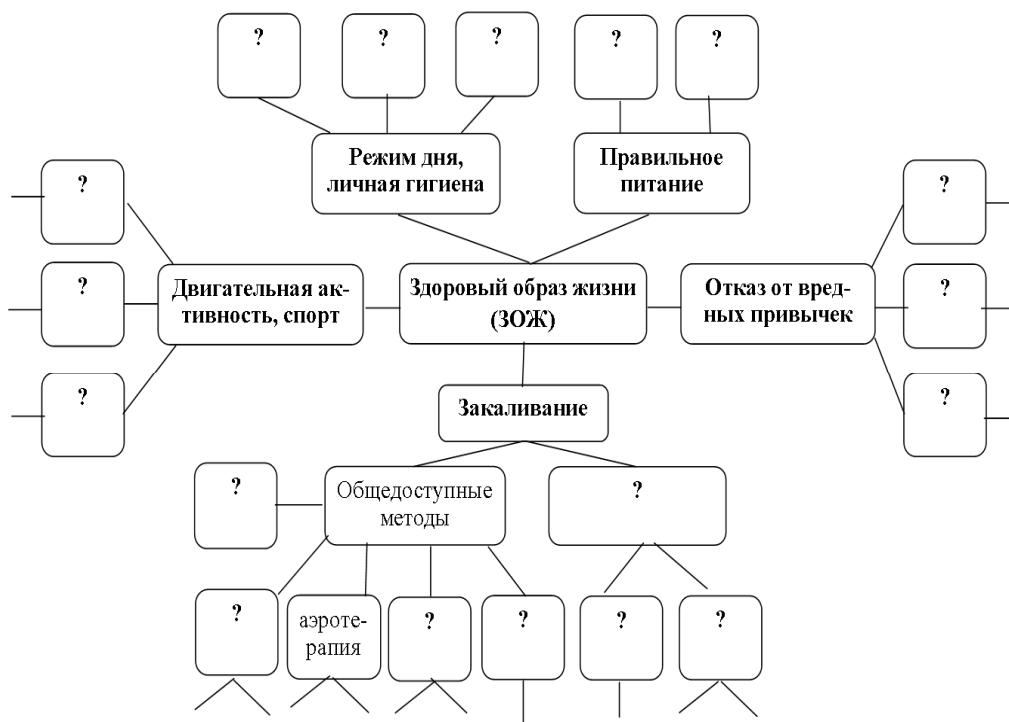 ? ? ? ? ?
Режим дня,
личная гигиена
Правильное
питание
? ?
Двигательная ак-
тивность, спорт
Здоровый образ жизни
(ЗОЖ)
Отказ от вред-
ных привычек
? ?
? ?
Закаливание
?
Общедоступные
методы
?
?
аэроте-
рапия
? ? ? ?